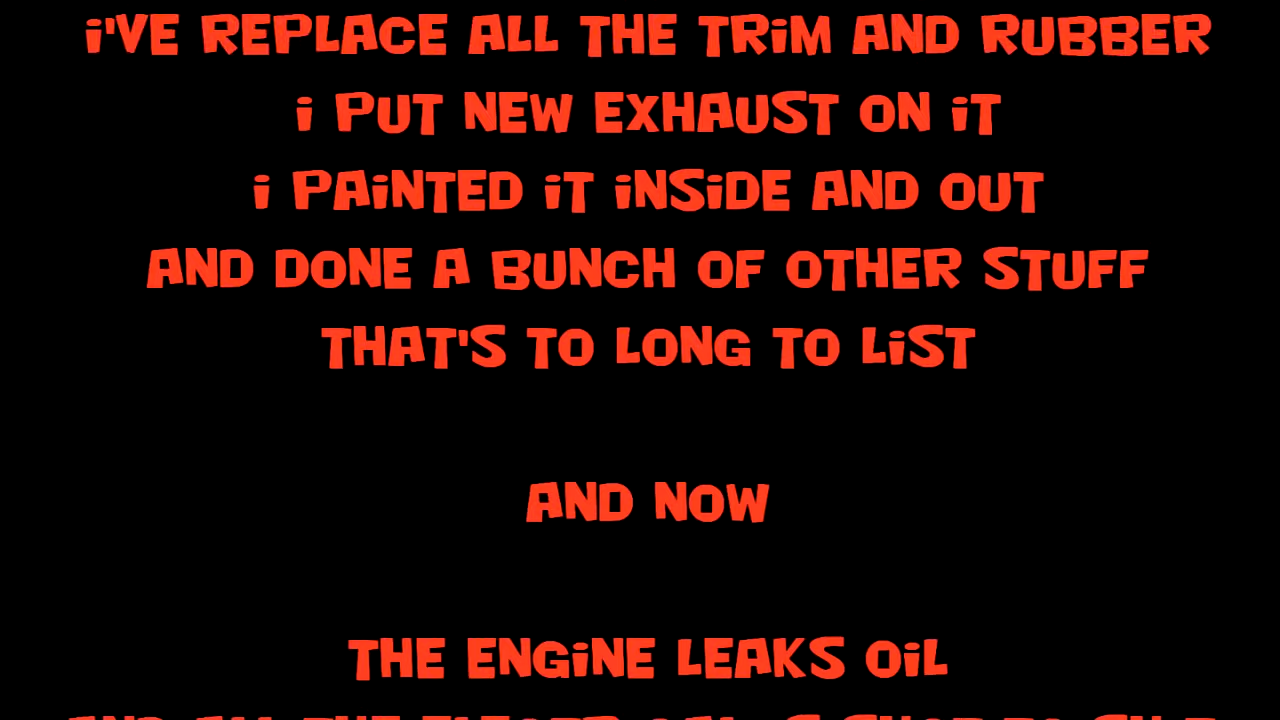 i'VE REPLACE ALL THE TRiM AND RUBBER
i PUT NEW EXHAUST ON iT
i PAiNTED iT iNSiDE AND OUT
AND DONE A BUNCH OF OTHER STUFF
THAT'S TO LONG TO LiST
AND NOW
THE ENGiNE LEAKS OiL